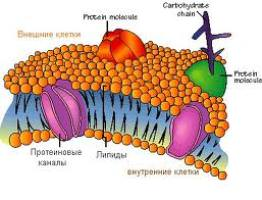 Carbohydrate
chain
Protein molecule
Внешние клетки
Protein
molecule
Протеиновые
каналы
Липиды
внутренние клетки